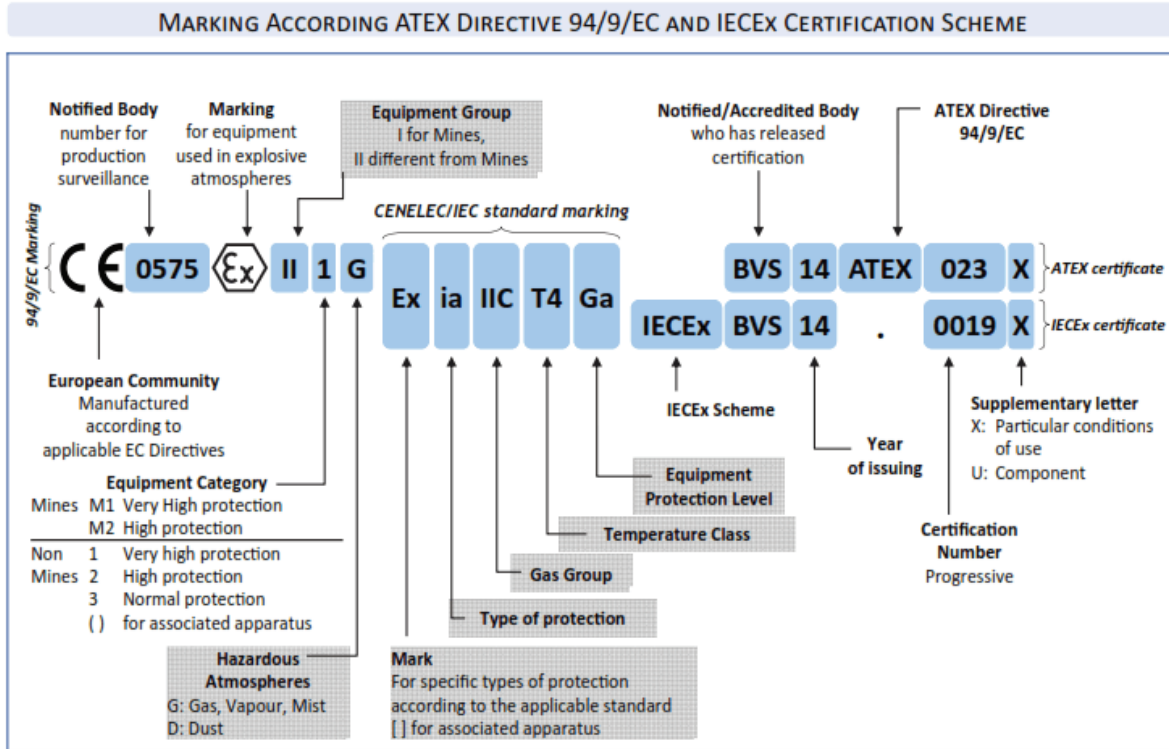 MARKING ACCORDING ATEX DIRECTIVE 94/9/EC AND IECEX CERTIFICATION SCHEME
Notified Body
number for
production
surveillance
Marking
for equipment
used in explosive
atmospheres
Equipment Group
I for Mines,
II different from Mines
Notified/Accredited Body
who has released
certification
ATEX Directive
94/9/EC
CENELEC/IEC standard marking
94/9/EC Marking
CE 0575 Ex II 1 G
Ex ia IIC T4 Ga
BVS 14 ATEX 023 X ATEX certificate
IECEx BVS 14 . 0019 X IECEx certificate
European Community
Manufactured
according to
applicable EC Directives
IECEx Scheme
Year
of issuing
Supplementary letter
X: Particular conditions
of use
U: Component
Equipment Category
Mines M1 Very High protection
M2 High protection
Non 1 Very high protection
Mines 2 High protection
3 Normal protection
( ) for associated apparatus
Equipment
Protection Level
Temperature Class
Gas Group
Type of protection
Certification
Number
Progressive
Hazardous
Atmospheres
G: Gas, Vapour, Mist
D: Dust
Mark
For specific types of protection
according to the applicable standard
[ ] for associated apparatus